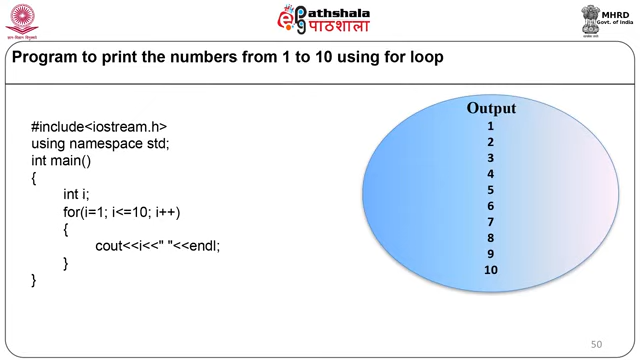 Pathshala
पाठशाला
MHRD
Govt. of India
Program to print the numbers from 1 to 10 using for loop
#include<iostream.h>
using namespace std;
int main()
{
int i;
for(i=1; i<=10; i++)
{
cout<<i<<" "<<endl;
}
}
Output
1
2
3
4
5
6
7
8
9
10
50